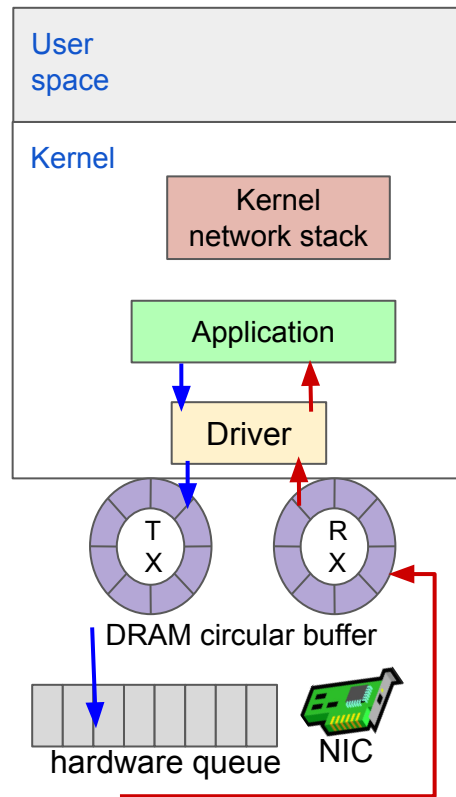 User
space
Kernel
Kernel
network stack
Application
Driver
T
X
R
X
DRAM circular buffer
NIC
hardware queue